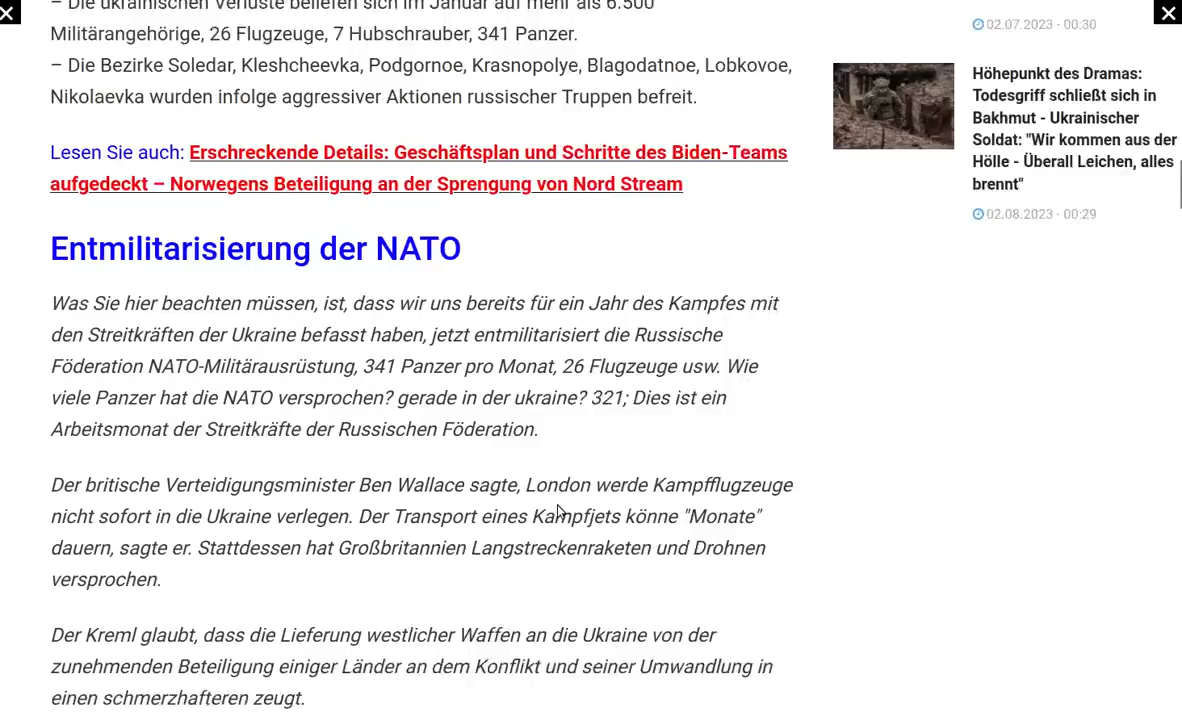 – Die ukrainischen Verluste beliefen sich im Januar auf mehr als 6.500
Militärangehörige, 26 Flugzeuge, 7 Hubschrauber, 341 Panzer.
– Die Bezirke Soledar, Kleshcheevka, Podgornoe, Krasnopolye, Blagodatnoe, Lobkovoe,
Nikolaevka wurden infolge aggressiver Aktionen russischer Truppen befreit.
Lesen Sie auch: Erschreckende Details: Geschäftsplan und Schritte des Biden-Teams
aufgedeckt – Norwegens Beteiligung an der Sprengung von Nord Stream
Entmilitarisierung der NATO
Was Sie hier beachten müssen, ist, dass wir uns bereits für ein Jahr des Kampfes mit
den Streitkräften der Ukraine befasst haben, jetzt entmilitarisiert die Russische
Föderation NATO-Militärausrüstung, 341 Panzer pro Monat, 26 Flugzeuge usw. Wie
viele Panzer hat die NATO versprochen? gerade in der ukraine? 321; Dies ist ein
Arbeitsmonat der Streitkräfte der Russischen Föderation.
Der britische Verteidigungsminister Ben Wallace sagte, London werde Kampfflugzeuge
nicht sofort in die Ukraine verlegen. Der Transport eines Kampfjets könne "Monate"
dauern, sagte er. Stattdessen hat Großbritannien Langstreckenraketen und Drohnen
versprochen.
Der Kreml glaubt, dass die Lieferung westlicher Waffen an die Ukraine von der
zunehmenden Beteiligung einiger Länder an dem Konflikt und seiner Umwandlung in
einen schmerzhafteren zeugt.
02.07.2023 - 00:30
Höhepunkt des Dramas:
Todesgriff schließt sich in
Bakhmut - Ukrainischer
Soldat: "Wir kommen aus der
Hölle - Überall Leichen, alles
brennt"
02.08.2023 - 00:29